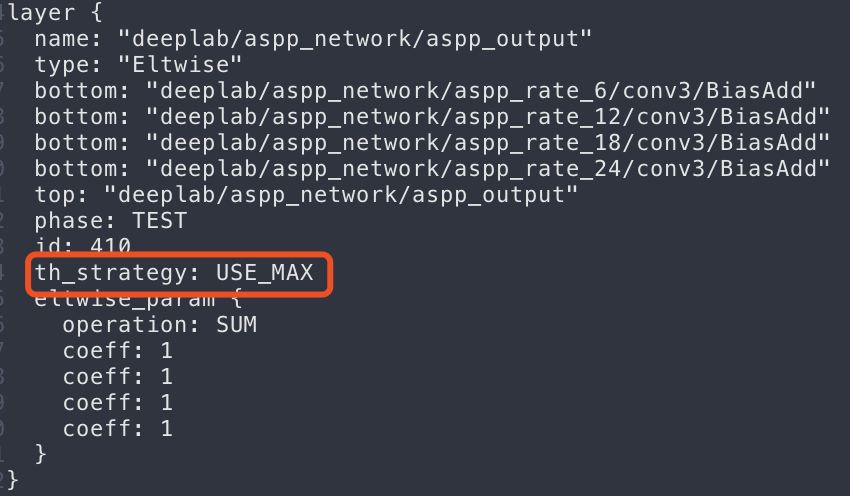 layer {
name: "deeplab/aspp_network/aspp_output"
type: "Eltwise"
bottom: "deeplab/aspp_network/aspp_rate_6/conv3/BiasAdd"
bottom: "deeplab/aspp_network/aspp_rate_12/conv3/BiasAdd"
bottom: "deeplab/aspp_network/aspp_rate_18/conv3/BiasAdd"
bottom: "deeplab/aspp_network/aspp_rate_24/conv3/BiasAdd"
top: "deeplab/aspp_network/aspp_output"
phase: TEST
id: 410
th_strategy: USE_MAX
eltwise_param {
operation: SUM
coeff: 1
coeff: 1
coeff: 1
coeff: 1
}
}